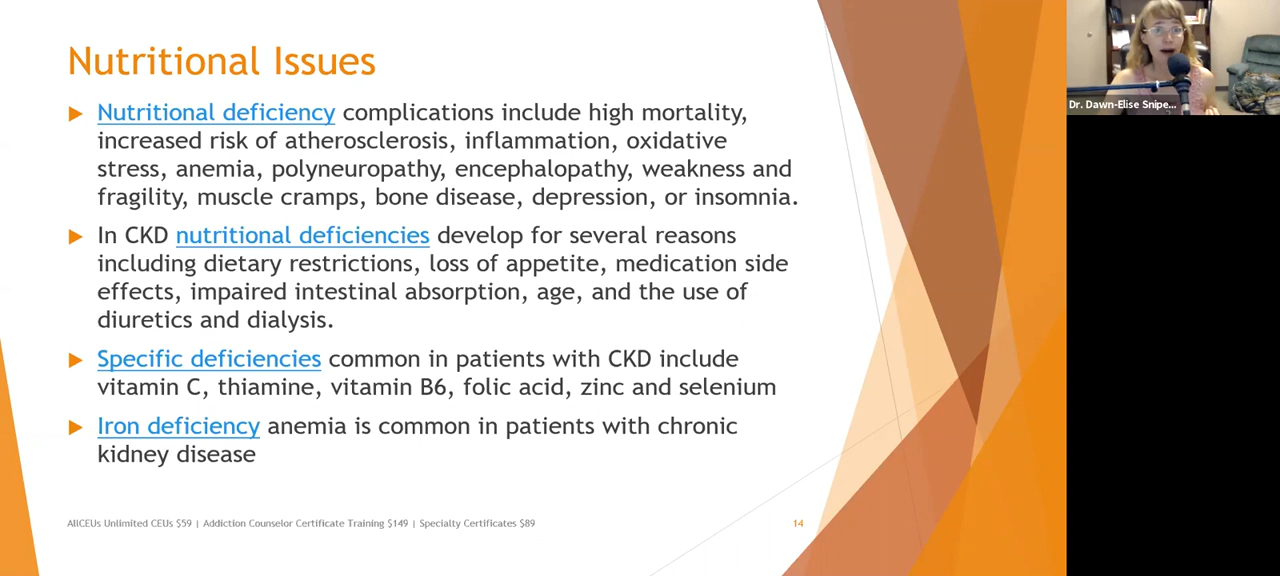 Nutritional Issues
Nutritional deficiency complications include high mortality,
increased risk of atherosclerosis, inflammation, oxidative
stress, anemia, polyneuropathy, encephalopathy, weakness and
fragility, muscle cramps, bone disease, depression, or insomnia.
In CKD nutritional deficiencies develop for several reasons
including dietary restrictions, loss of appetite, medication side
effects, impaired intestinal absorption, age, and the use of
diuretics and dialysis.
Specific deficiencies common in patients with CKD include
vitamin C, thiamine, vitamin B6, folic acid, zinc and selenium
Iron deficiency anemia is common in patients with chronic
kidney disease
AllCEUs Unlimited CEUs $59 | Addiction Counselor Certificate Training $149 | Specialty Certificates $89
14
Dr. Dawn-Elise Snipe...